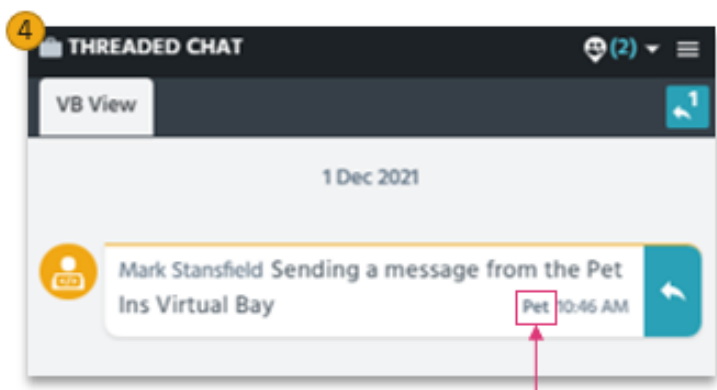 4
THREADED CHAT (2)
VB View 1
1 Dec 2021
Mark Stansfield Sending a message from the Pet
Ins Virtual Bay Pet 10:46 AM